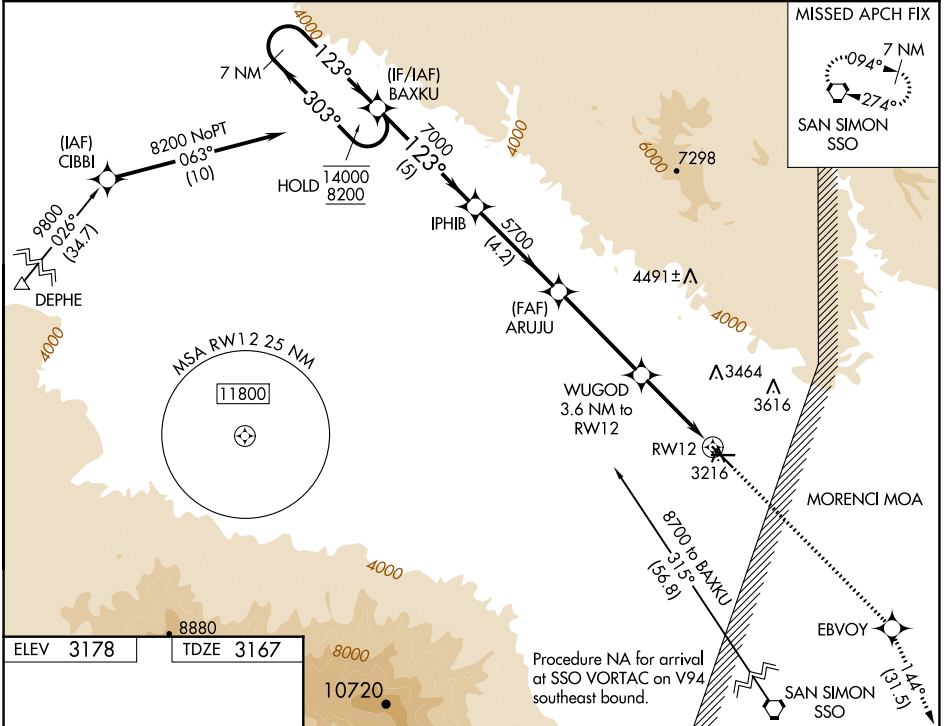 MISSED APCH FIX
7 NM
094°
274°
SAN SIMON
SSO
4000
123°
7 NM
303°
(IF/IAF)
BAXKU
7000
123°
(5)
4000
6000
7298
(IAF)
CIBBI
8200 NoPT
063°
(10)
HOLD 14000
8200
9800
026°
(34.7)
DEPHE
IPHIB
5700
(4.2)
4491±
(FAF)
ARUJU
4000
4000
MSA RW12 25 NM
11800
WUGOD
3.6 NM to
RW12
3464
3616
RW12
3216
MORENCI MOA
8700 to BAXKU
315°
(56.8)
4000
EBVOY
144°
(31.5)
8880
ELEV 3178
TDZE 3167
8000
10720
Procedure NA for arrival
at SSO VORTAC on V94
southeast bound.
SAN SIMON
SSO